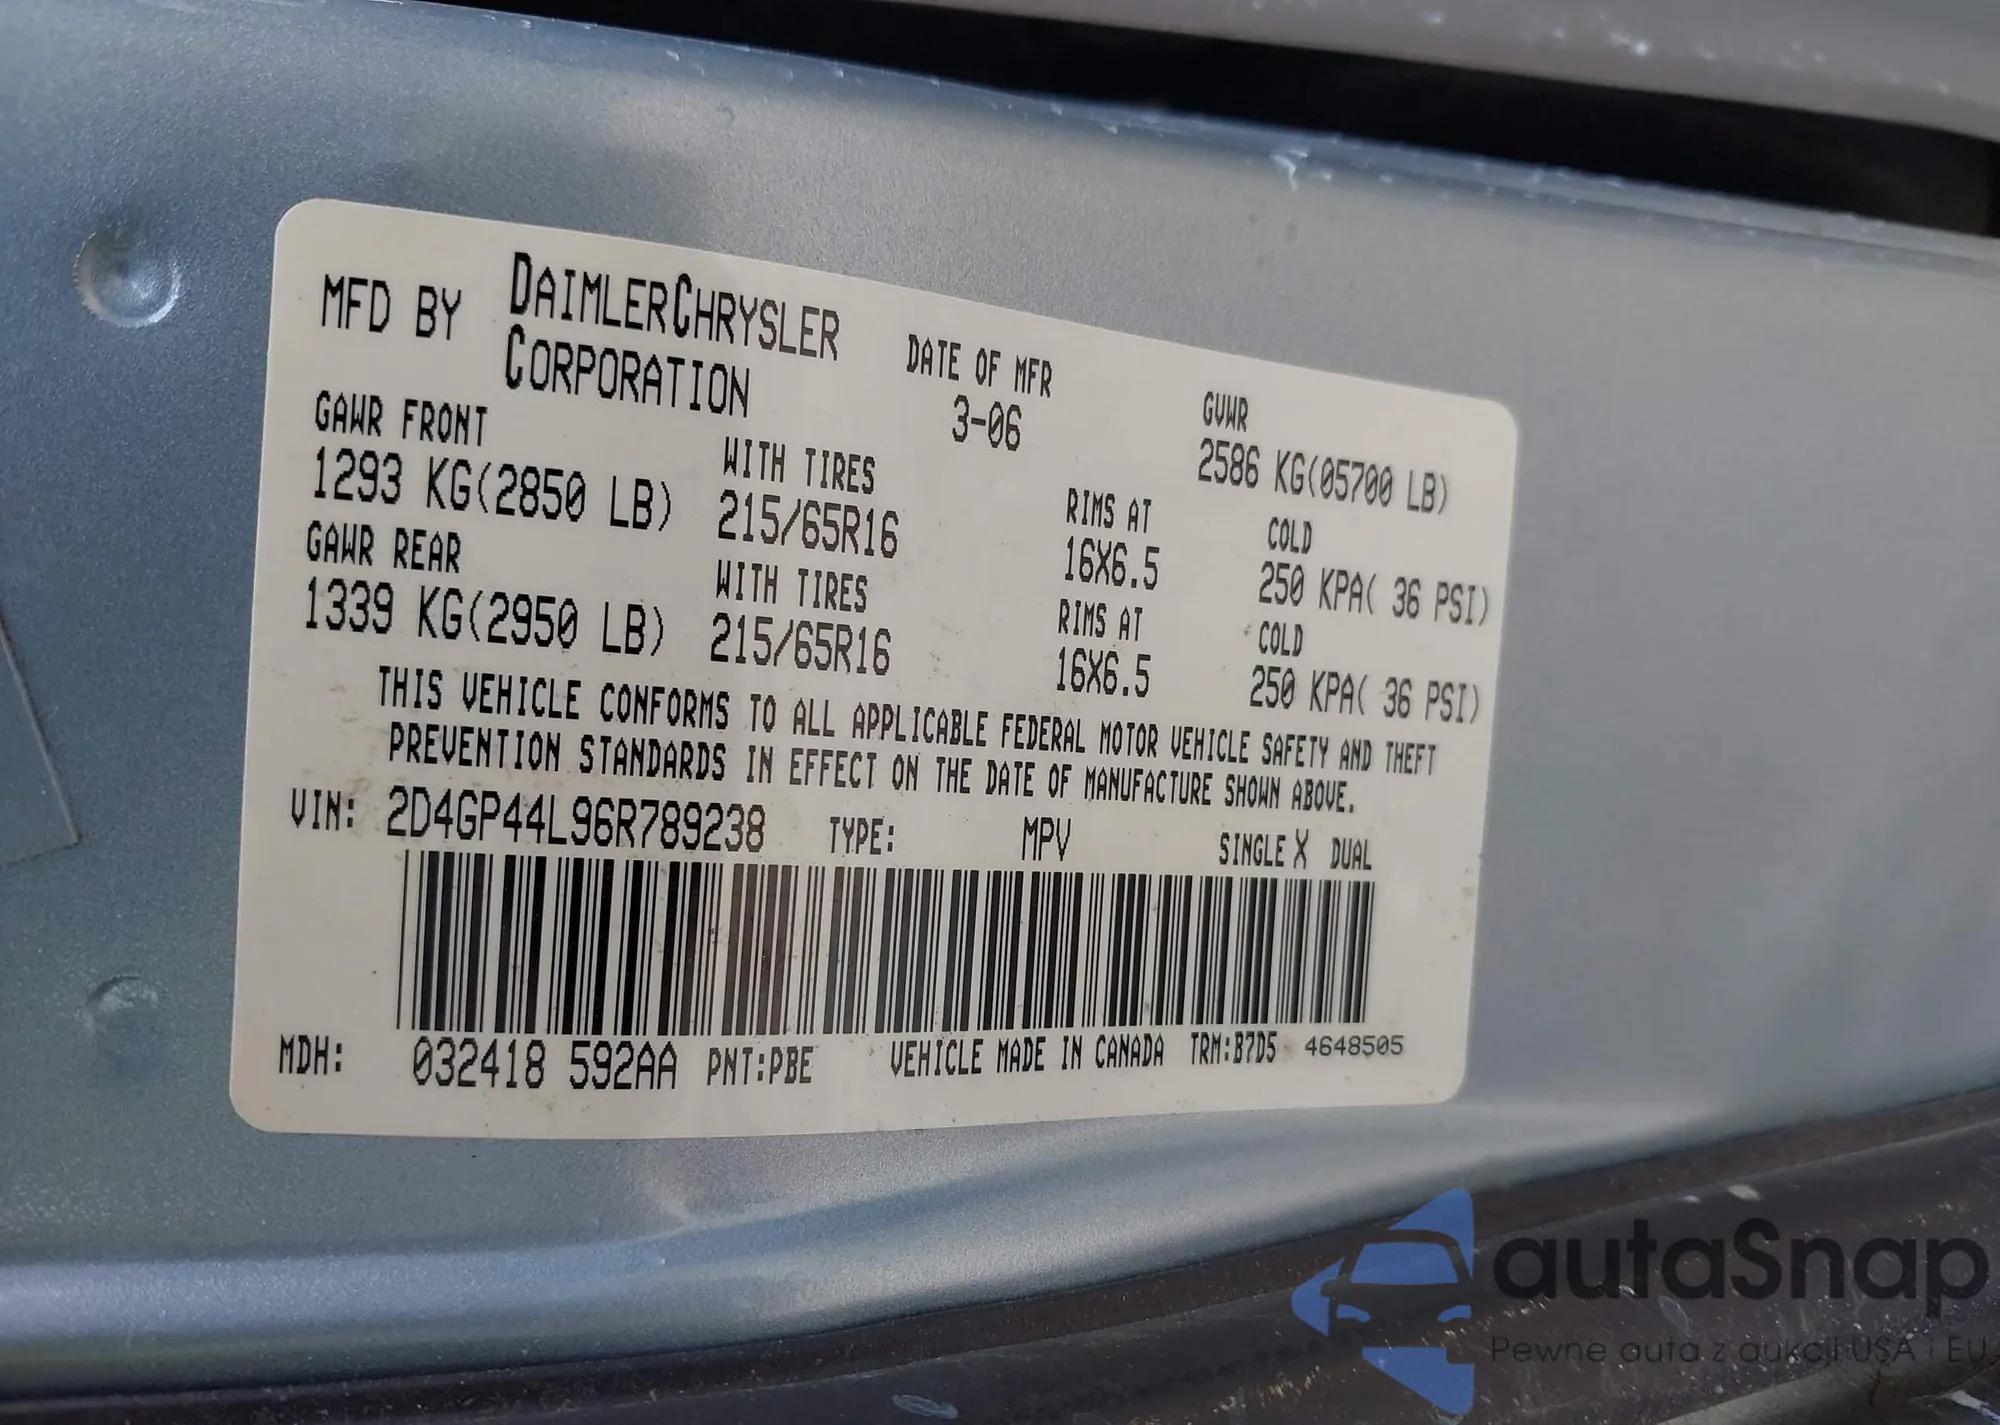 MFD BY DAIMLERCHRYSLER CORPORATION
DATE OF MFR 3-06
GVWR 2586 KG(05700 LB)
GAWR FRONT WITH TIRES RIMS AT COLD
1293 KG(2850 LB) 215/65R16 16X6.5 250 KPA( 36 PSI)
GAWR REAR WITH TIRES RIMS AT COLD
1339 KG(2950 LB) 215/65R16 16X6.5 250 KPA( 36 PSI)
THIS VEHICLE CONFORMS TO ALL APPLICABLE FEDERAL MOTOR VEHICLE SAFETY AND THEFT
PREVENTION STANDARDS IN EFFECT ON THE DATE OF MANUFACTURE SHOWN ABOVE.
VIN: 2D4GP44L96R789238 TYPE: MPV SINGLE X DUAL
MDH: 032418 592AA PNT:PBE VEHICLE MADE IN CANADA TRM:B7D5 4648505
autaSnap
Pewne auta z aukcji USA i EU